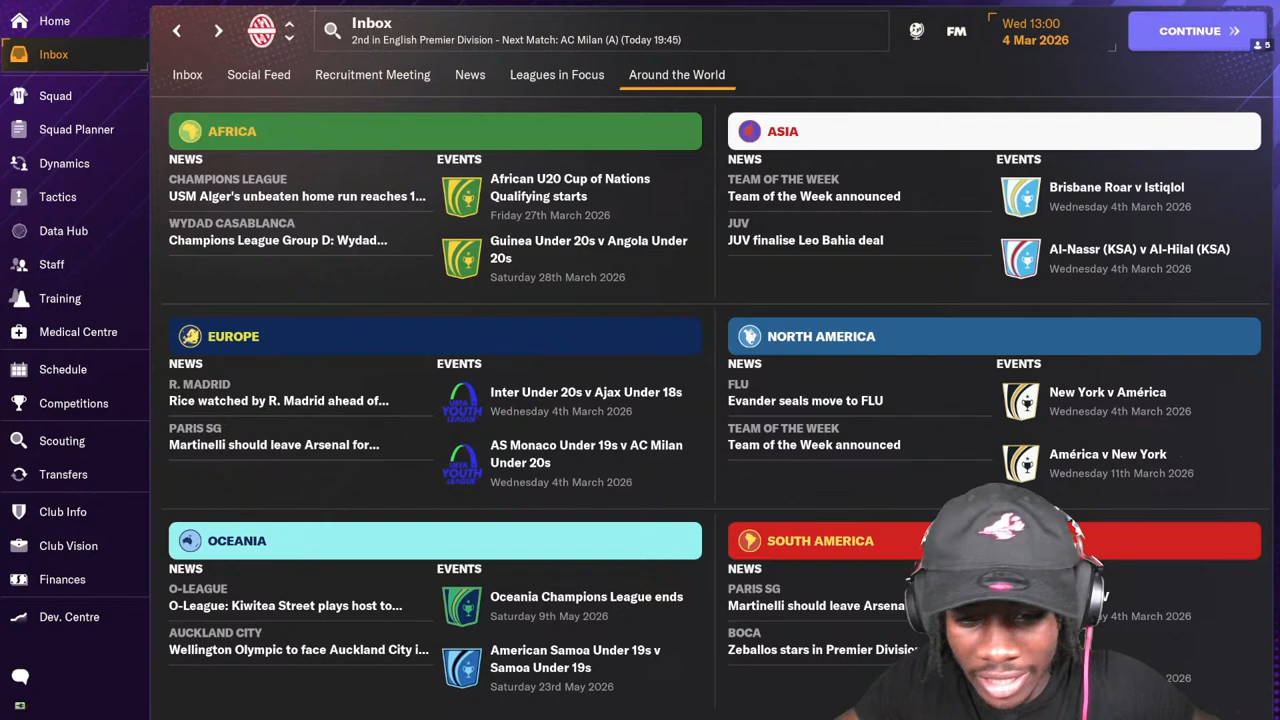 Home
Inbox
Squad
Squad Planner
Dynamics
Tactics
Data Hub
Staff
Training
Medical Centre
Schedule
Competitions
Scouting
Transfers
Club Info
Club Vision
Finances
Dev. Centre
Inbox
2nd in English Premier Division - Next Match: AC Milan (A) (Today 19:45)
FM
Wed 13:00
4 Mar 2026
CONTINUE
5
Inbox Social Feed Recruitment Meeting News Leagues in Focus Around the World
AFRICA
NEWS
CHAMPIONS LEAGUE
USM Alger's unbeaten home run reaches 1...
WYDAD CASABLANCA
Champions League Group D: Wydad...
EVENTS
African U20 Cup of Nations
Qualifying starts
Friday 27th March 2026
Guinea Under 20s v Angola Under
20s
Saturday 28th March 2026
ASIA
NEWS
TEAM OF THE WEEK
Team of the Week announced
JUV
JUV finalise Leo Bahia deal
EVENTS
Brisbane Roar v Istiqlol
Wednesday 4th March 2026
Al-Nassr (KSA) v Al-Hilal (KSA)
Wednesday 4th March 2026
EUROPE
NEWS
R. MADRID
Rice watched by R. Madrid ahead of...
PARIS SG
Martinelli should leave Arsenal for...
EVENTS
Inter Under 20s v Ajax Under 18s
Wednesday 4th March 2026
AS Monaco Under 19s v AC Milan
Under 20s
Wednesday 4th March 2026
NORTH AMERICA
NEWS
FLU
Evander seals move to FLU
TEAM OF THE WEEK
Team of the Week announced
EVENTS
New York v América
Wednesday 4th March 2026
América v New York
Wednesday 11th March 2026
OCEANIA
NEWS
O-LEAGUE
O-League: Kiwitea Street plays host to...
AUCKLAND CITY
Wellington Olympic to face Auckland City i...
EVENTS
Oceania Champions League ends
Saturday 9th May 2026
American Samoa Under 19s v
Samoa Under 19s
Saturday 23rd May 2026
SOUTH AMERICA
NEWS
PARIS SG
Martinelli should leave Arsena
BOCA
Zeballos stars in Premier Divisio
4th March 2026
2026